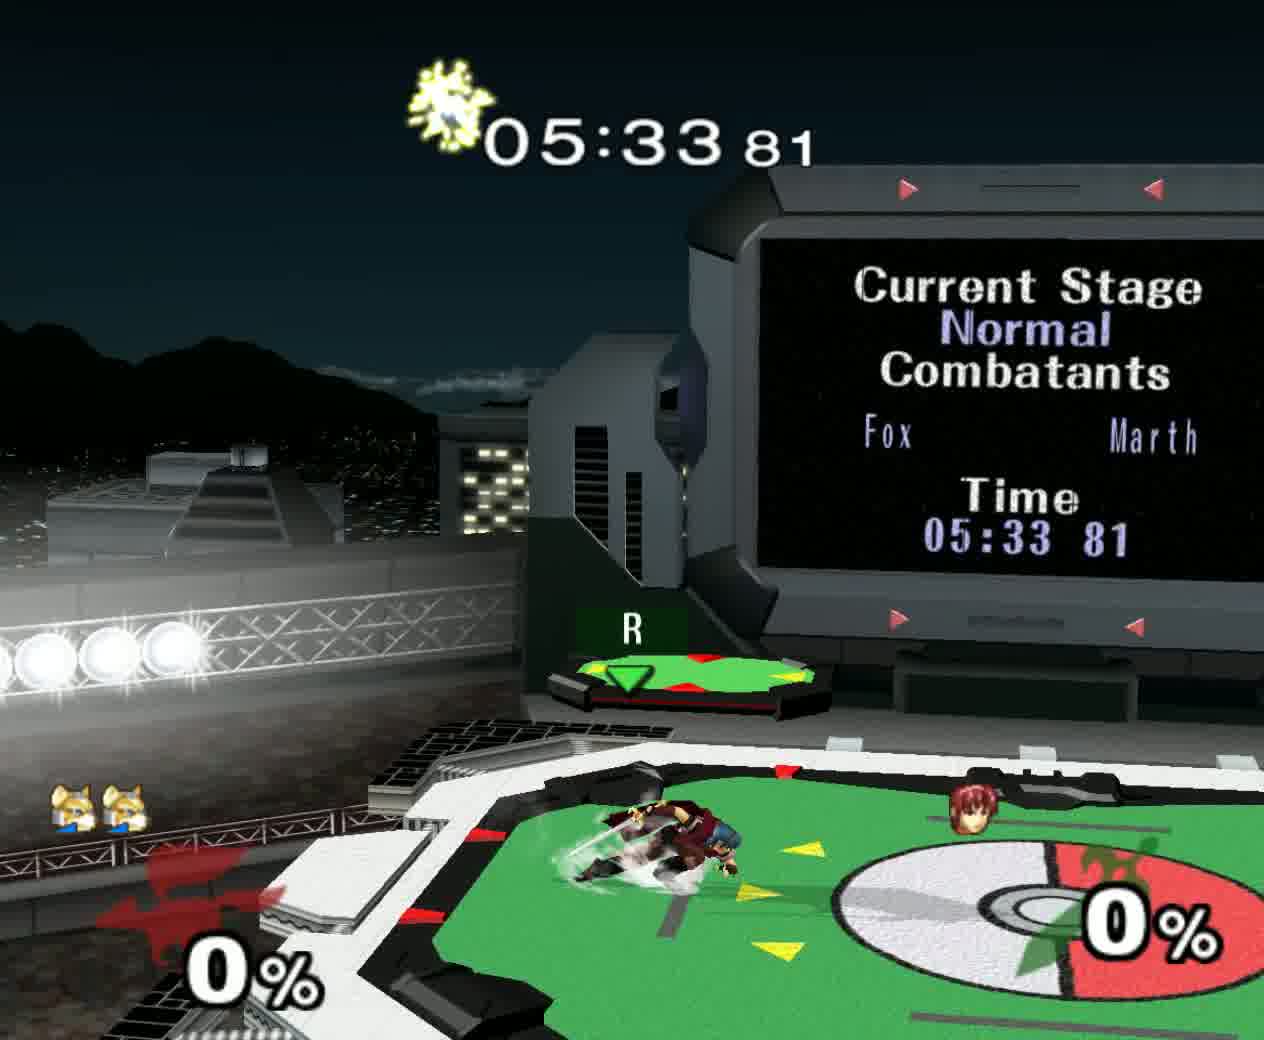 05:33 81
Current Stage
Normal
Combatants
Fox Marth
Time
05:33 81
R
0%
0%